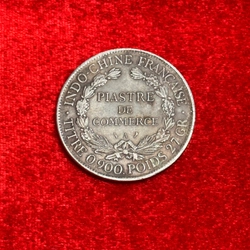 INDO-CHINE FRANÇAISE
PIASTRE
DE
COMMERCE
TITRE 0,900. POIDS 27 GR.